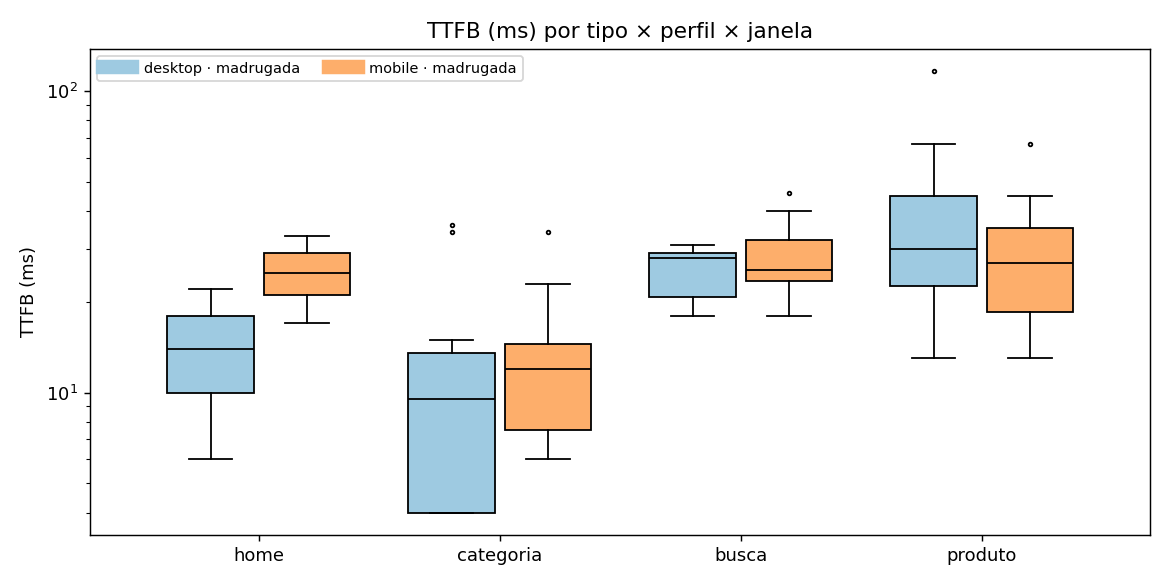 TTFB (ms) por tipo × perfil × janela
desktop · madrugada
mobile · madrugada
10²
10¹
TTFB (ms)
home
categoria
busca
produto